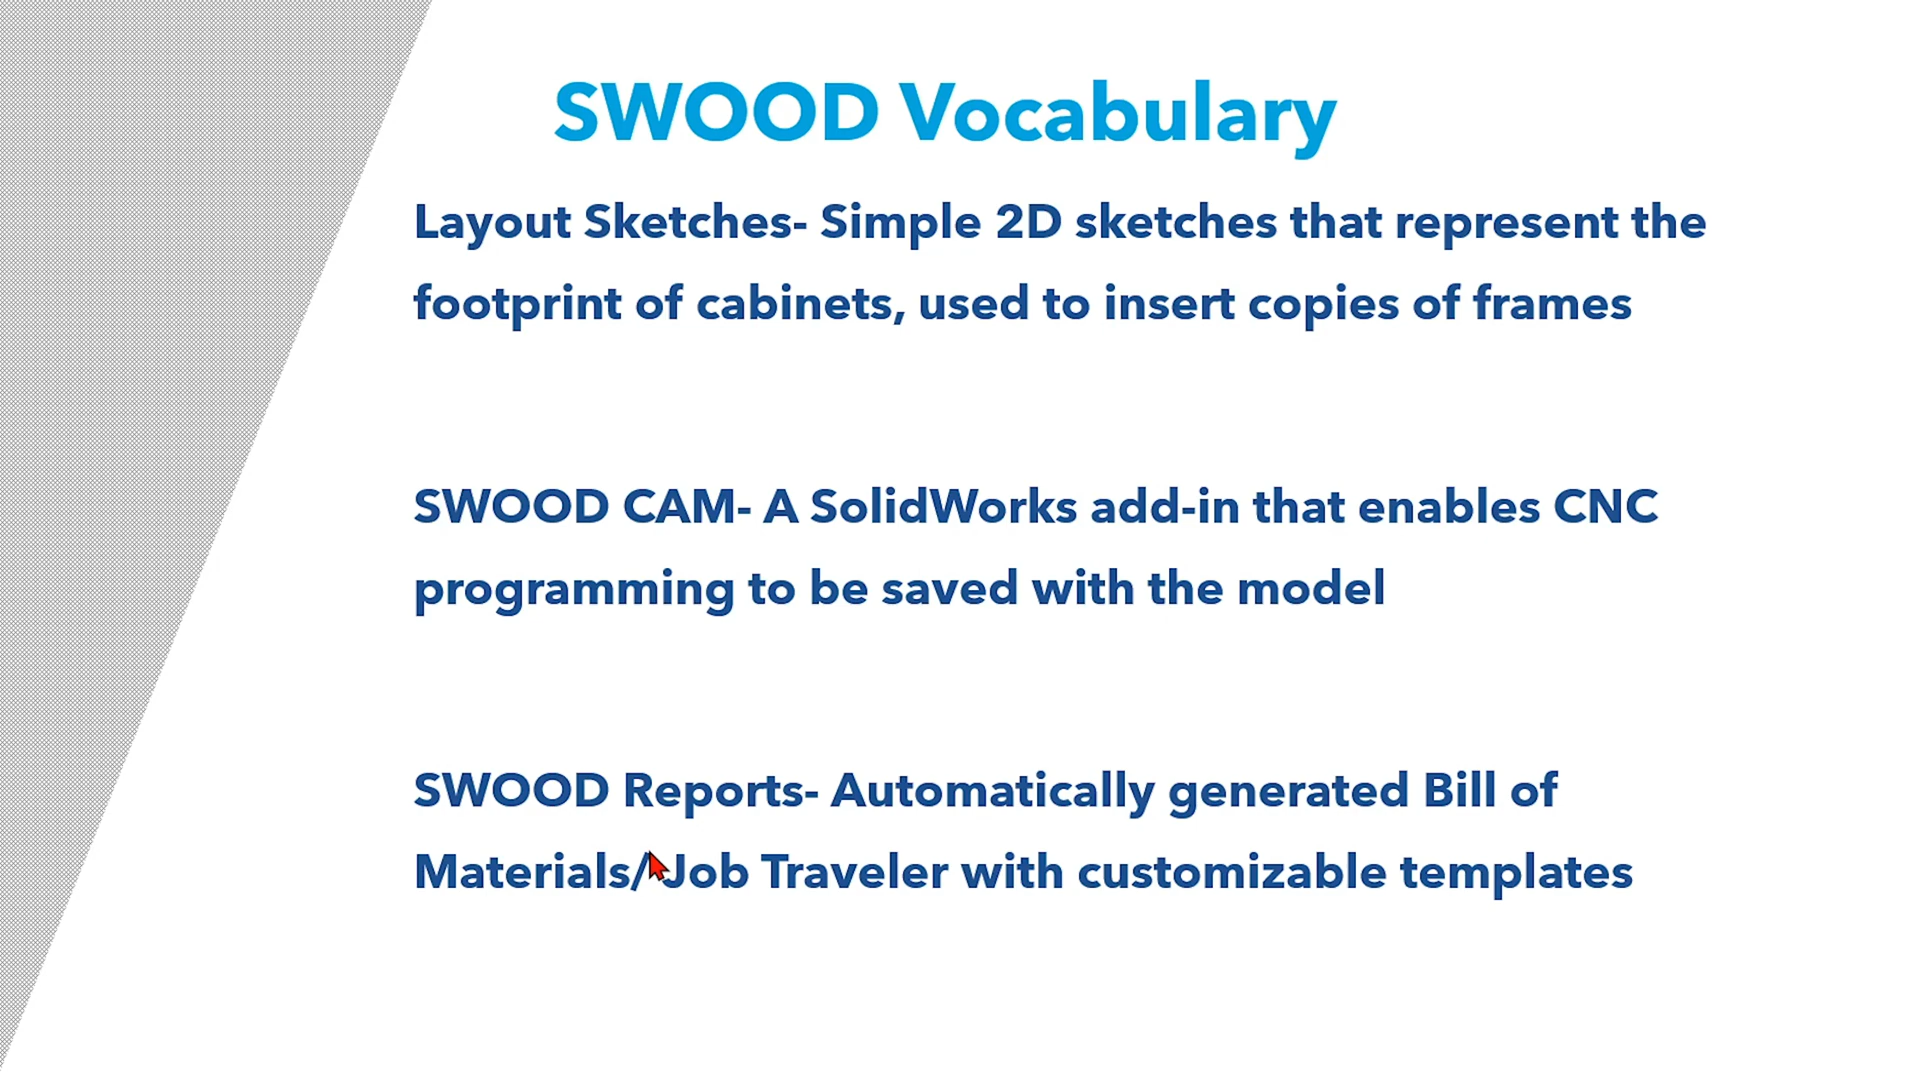 SWOOD Vocabulary
Layout Sketches- Simple 2D sketches that represent the
footprint of cabinets, used to insert copies of frames
SWOOD CAM- A SolidWorks add-in that enables CNC
programming to be saved with the model
SWOOD Reports- Automatically generated Bill of
Materials/ Job Traveler with customizable templates